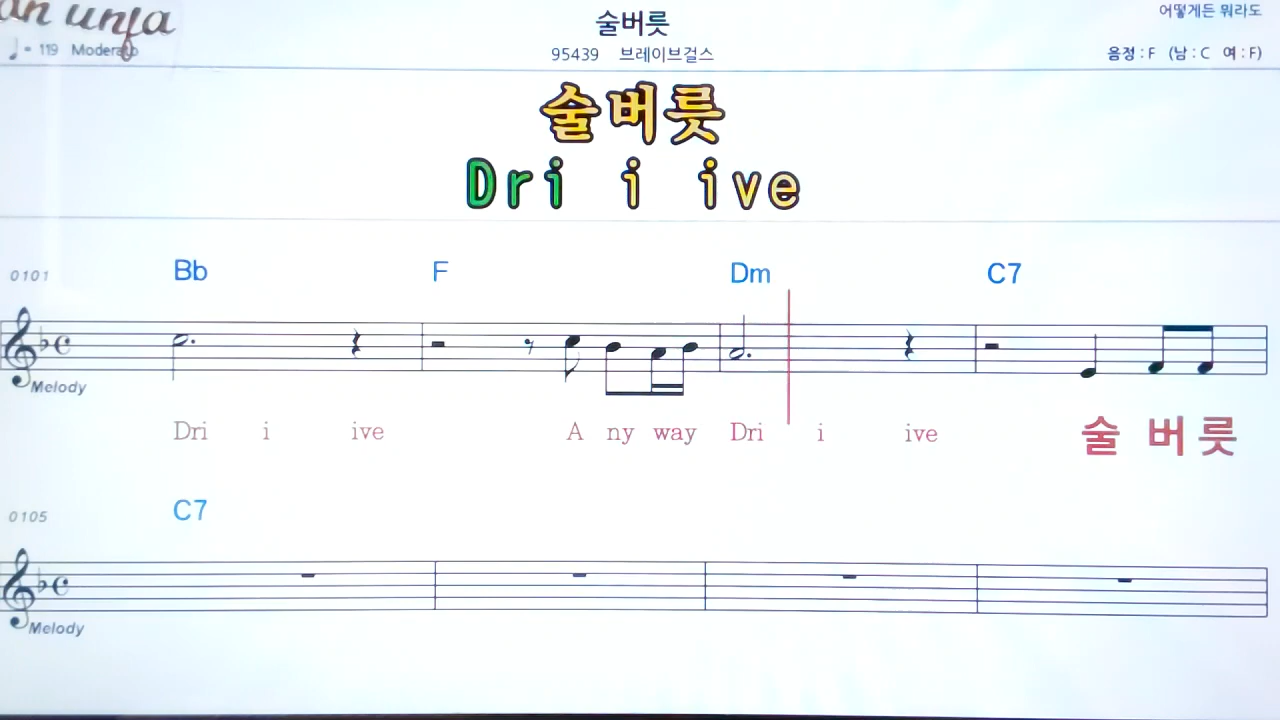 어떻게든 뭐라도
술버릇
♩= 119 Moderato 95439 브레이브걸스 음정 : F (남 : C 여 : F)
술버릇
Dri i ive
Bb F Dm C7
0101
Melody
Dri i ive A ny way Dri i ive 술 버 릇
C7
0105
Melody